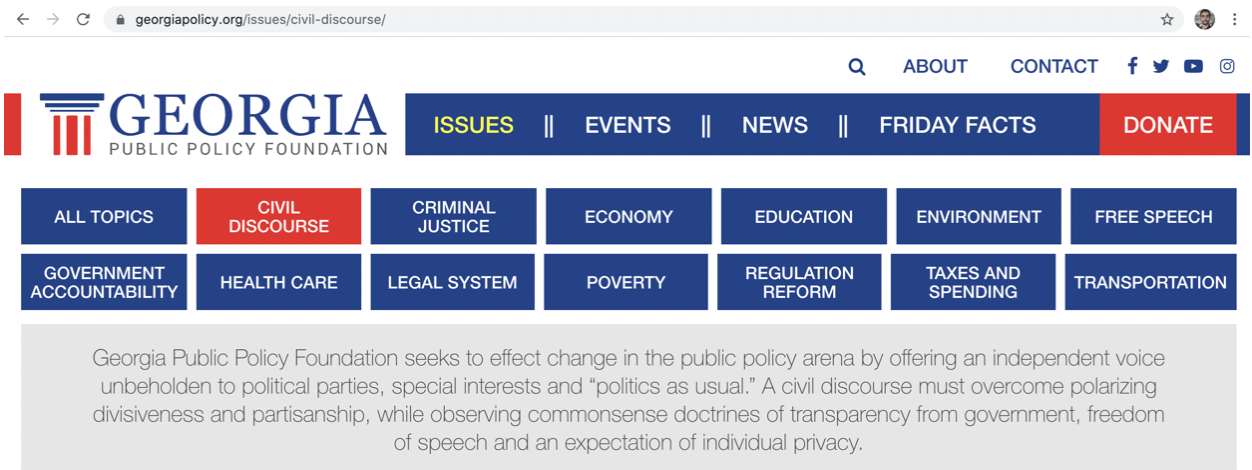 georgiapolicy.org/issues/civil-discourse/
ABOUT CONTACT
GEORGIA
PUBLIC POLICY FOUNDATION
ISSUES || EVENTS || NEWS || FRIDAY FACTS DONATE
ALL TOPICS
CIVIL
DISCOURSE
CRIMINAL
JUSTICE
ECONOMY
EDUCATION
ENVIRONMENT
FREE SPEECH
GOVERNMENT
ACCOUNTABILITY
HEALTH CARE
LEGAL SYSTEM
POVERTY
REGULATION
REFORM
TAXES AND
SPENDING
TRANSPORTATION
Georgia Public Policy Foundation seeks to effect change in the public policy arena by offering an independent voice
unbeholden to political parties, special interests and “politics as usual.” A civil discourse must overcome polarizing
divisiveness and partisanship, while observing commonsense doctrines of transparency from government, freedom
of speech and an expectation of individual privacy.